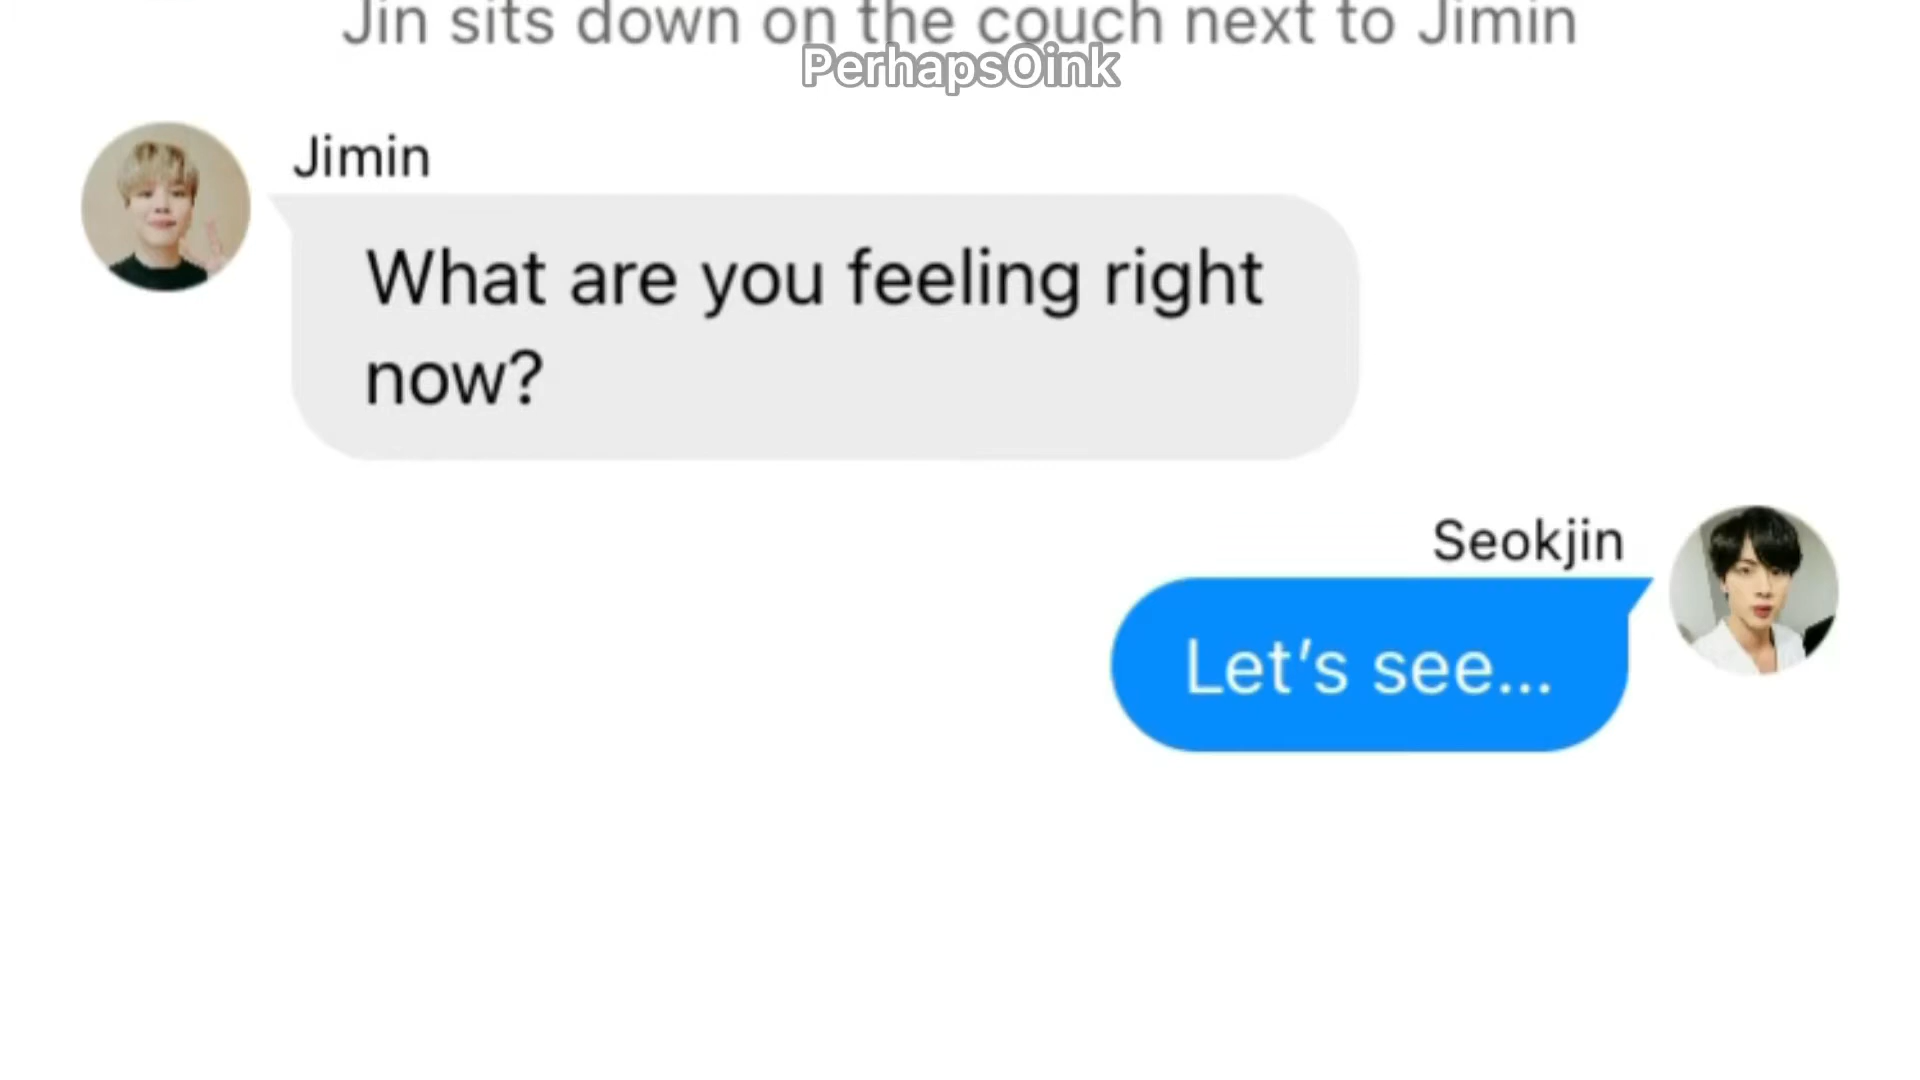 Jin sits down on the couch next to Jimin
PerhapsOink
Jimin
What are you feeling right
now?
Seokjin
Let's see...